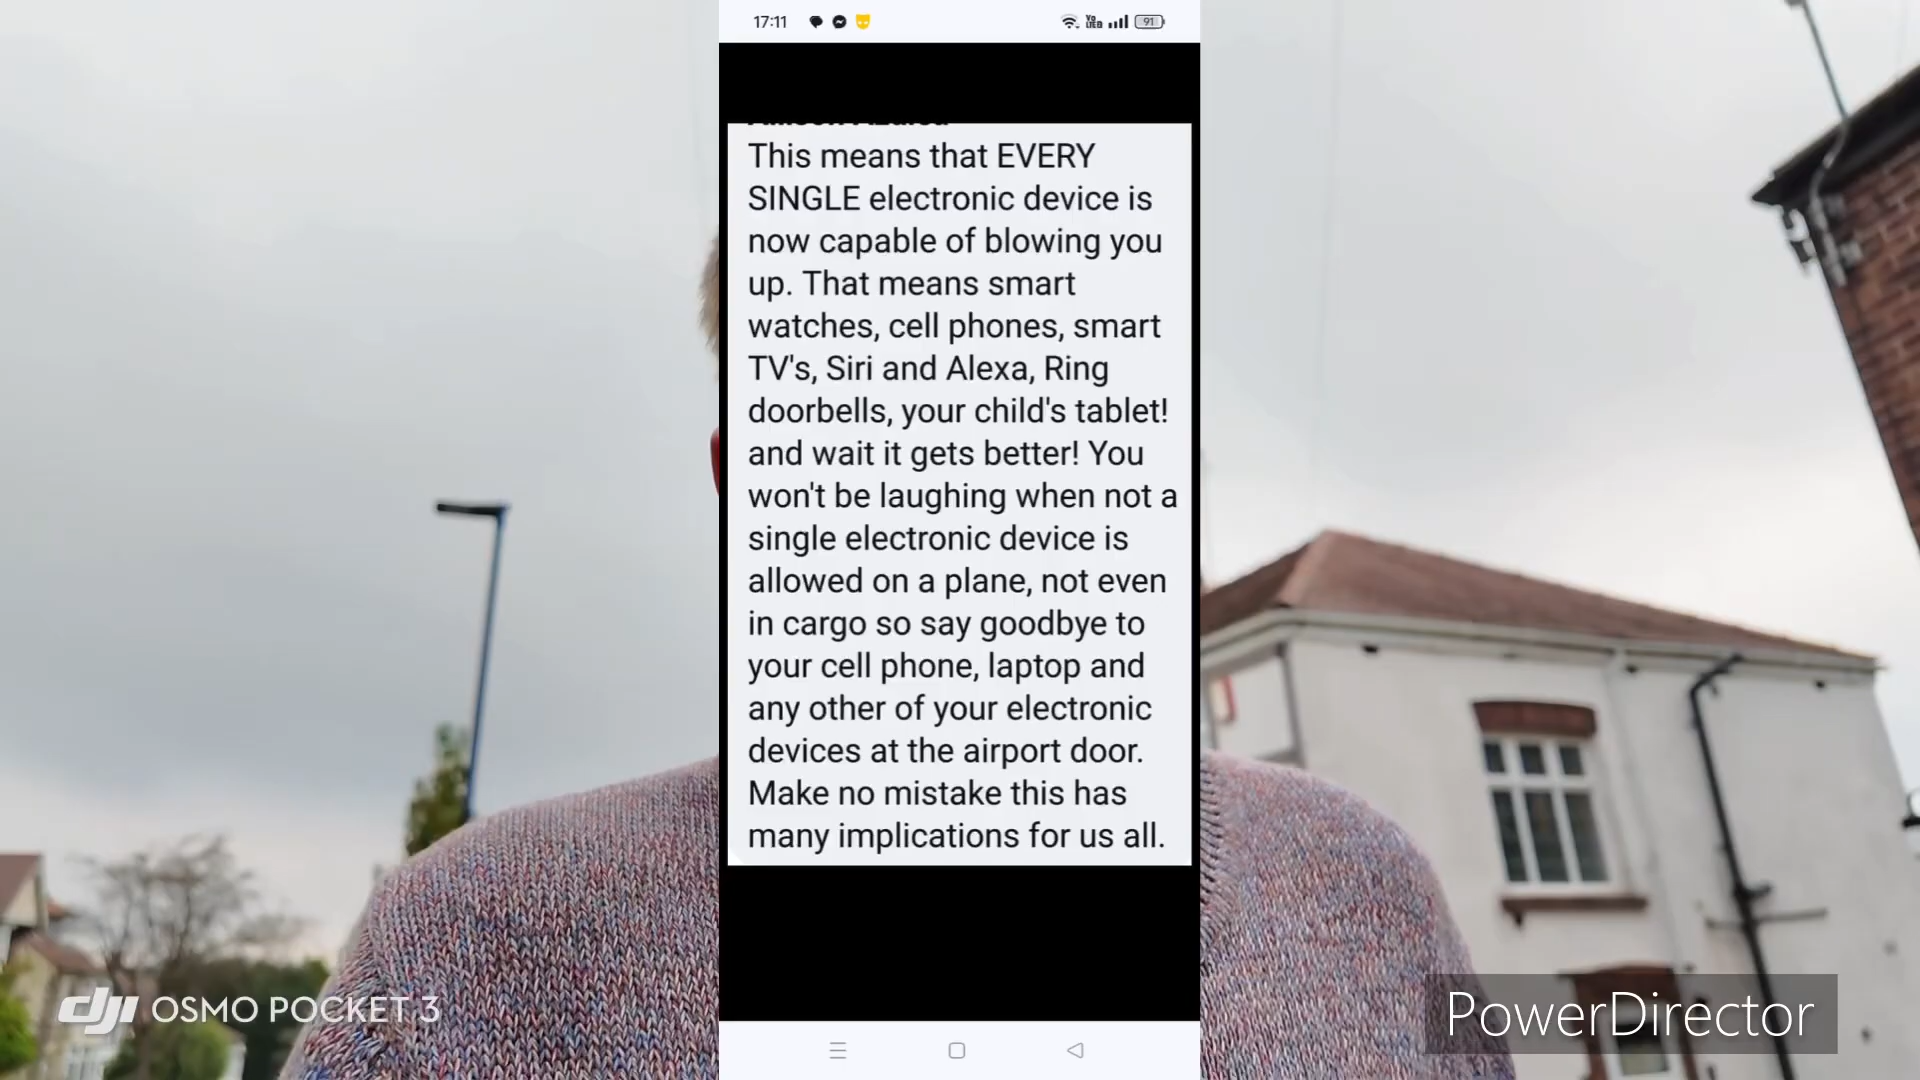 17:11
91
This means that EVERY
SINGLE electronic device is
now capable of blowing you
up. That means smart
watches, cell phones, smart
TV's, Siri and Alexa, Ring
doorbells, your child's tablet!
and wait it gets better! You
won't be laughing when not a
single electronic device is
allowed on a plane, not even
in cargo so say goodbye to
your cell phone, laptop and
any other of your electronic
devices at the airport door.
Make no mistake this has
many implications for us all.
dji OSMO POCKET 3
PowerDirector